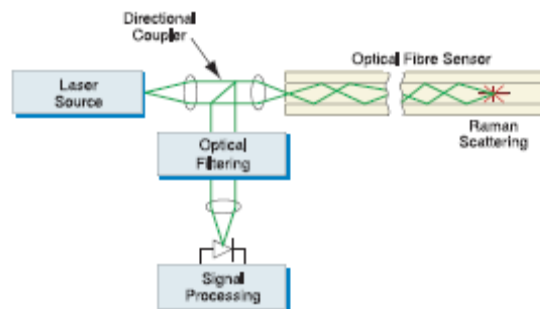 Directional
Coupler
Optical Fibre Sensor
Laser
Source
Raman
Scattering
Optical
Filtering
Signal
Processing